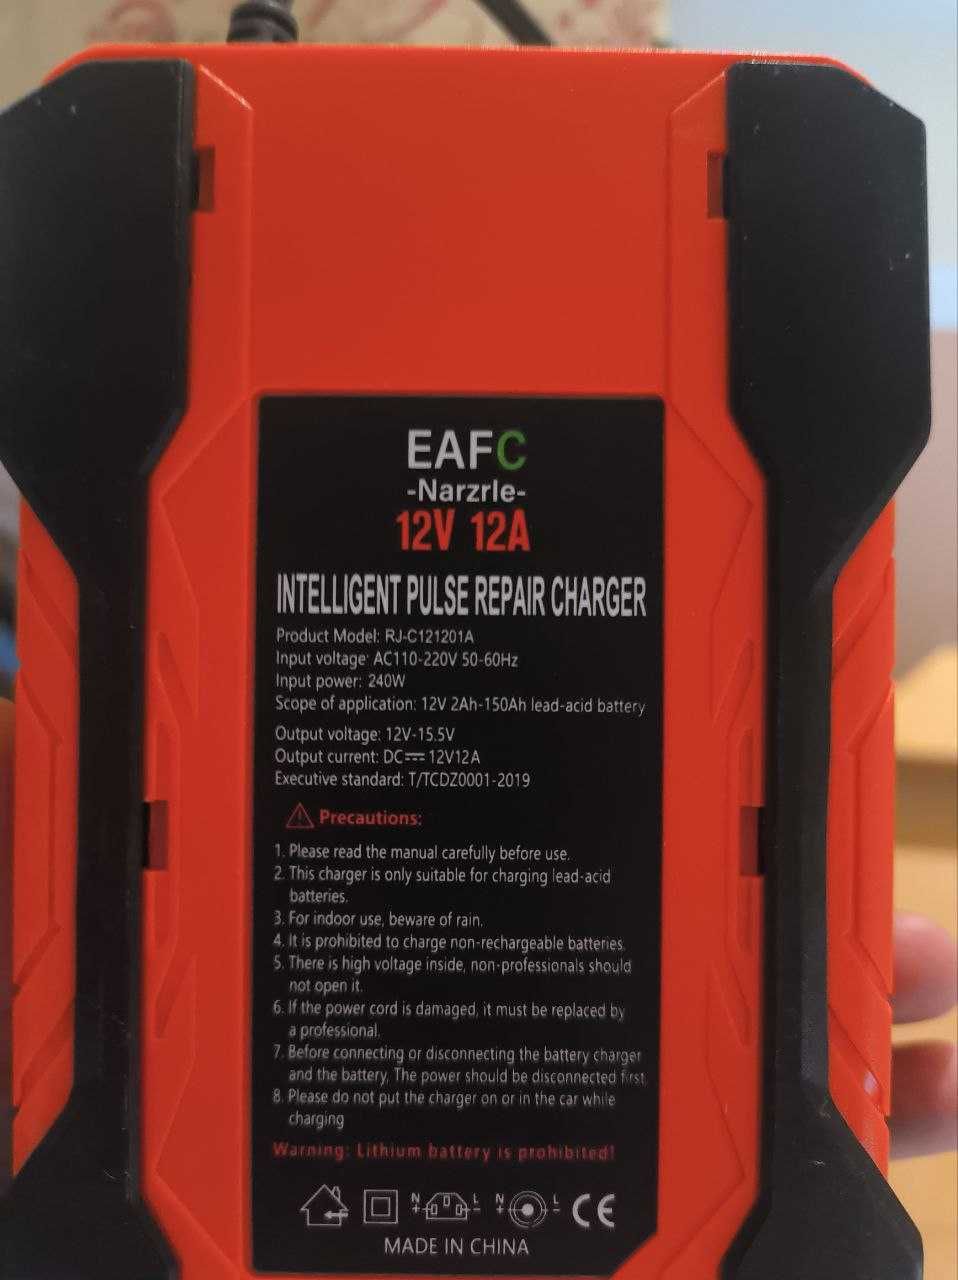 EAFC
-Narzrle-
12V 12A
INTELLIGENT PULSE REPAIR CHARGER
Product Model: RJ-C121201A
Input voltage: AC110-220V 50-60Hz
Input power: 240W
Scope of application: 12V 2Ah-150Ah lead-acid battery
Output voltage: 12V-15.5V
Output current: DC⎓12V12A
Executive standard: T/TCDZ0001-2019
Precautions:
1. Please read the manual carefully before use.
2. This charger is only suitable for charging lead-acid
batteries.
3. For indoor use, beware of rain.
4. It is prohibited to charge non-rechargeable batteries.
5. There is high voltage inside, non-professionals should
not open it.
6. If the power cord is damaged, it must be replaced by
a professional.
7. Before connecting or disconnecting the battery charger
and the battery, The power should be disconnected first.
8. Please do not put the charger on or in the car while
charging
Warning: Lithium battery is prohibited!
N + L - N + L - CE
MADE IN CHINA